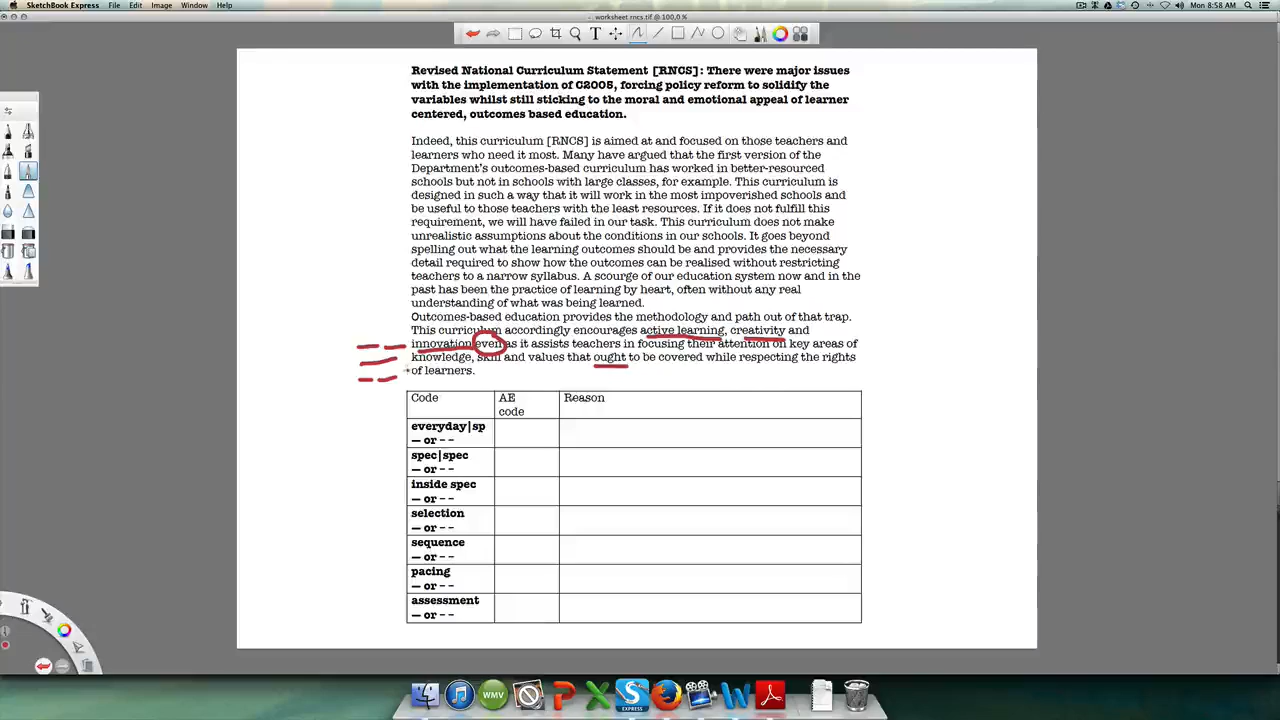 SketchBook Express File Edit Image Window Help Mon 8:58 AM
worksheet rncs.tif @ 100,0 %
Revised National Curriculum Statement [RNCS]: There were major issues
with the implementation of C2005, forcing policy reform to solidify the
variables whilst still sticking to the moral and emotional appeal of learner
centered, outcomes based education.
Indeed, this curriculum [RNCS] is aimed at and focused on those teachers and
learners who need it most. Many have argued that the first version of the
Department's outcomes-based curriculum has worked in better-resourced
schools but not in schools with large classes, for example. This curriculum is
designed in such a way that it will work in the most impoverished schools and
be useful to those teachers with the least resources. If it does not fulfill this
requirement, we will have failed in our task. This curriculum does not make
unrealistic assumptions about the conditions in our schools. It goes beyond
spelling out what the learning outcomes should be and provides the necessary
detail required to show how the outcomes can be realised without restricting
teachers to a narrow syllabus. A scourge of our education system now and in the
past has been the practice of learning by heart, often without any real
understanding of what was being learned.
Outcomes-based education provides the methodology and path out of that trap.
This curriculum accordingly encourages active learning, creativity and
innovation even as it assists teachers in focusing their attention on key areas of
knowledge, skill and values that ought to be covered while respecting the rights
of learners.
Code AE Reason
code
everyday|sp
— or - -
spec|spec
— or - -
inside spec
— or - -
selection
— or - -
sequence
— or - -
pacing
— or - -
assessment
— or - -
WMV
S
EXPRESS